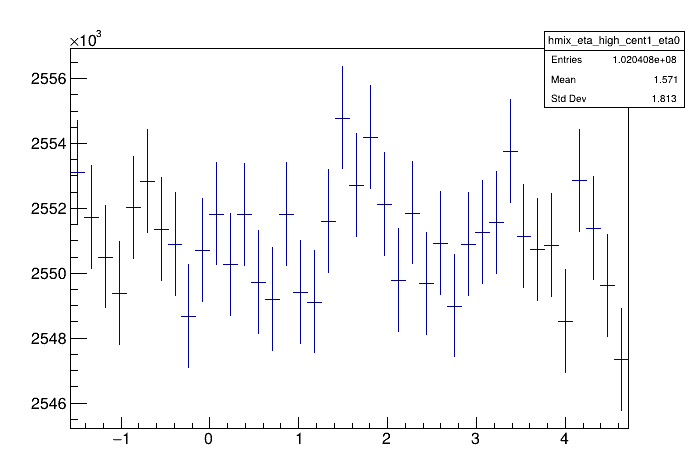 ×10³
hmix_eta_high_cent1_eta0
Entries 1.020408e+08
Mean 1.571
Std Dev 1.813
2556
2554
2552
2550
2548
2546
−1 0 1 2 3 4